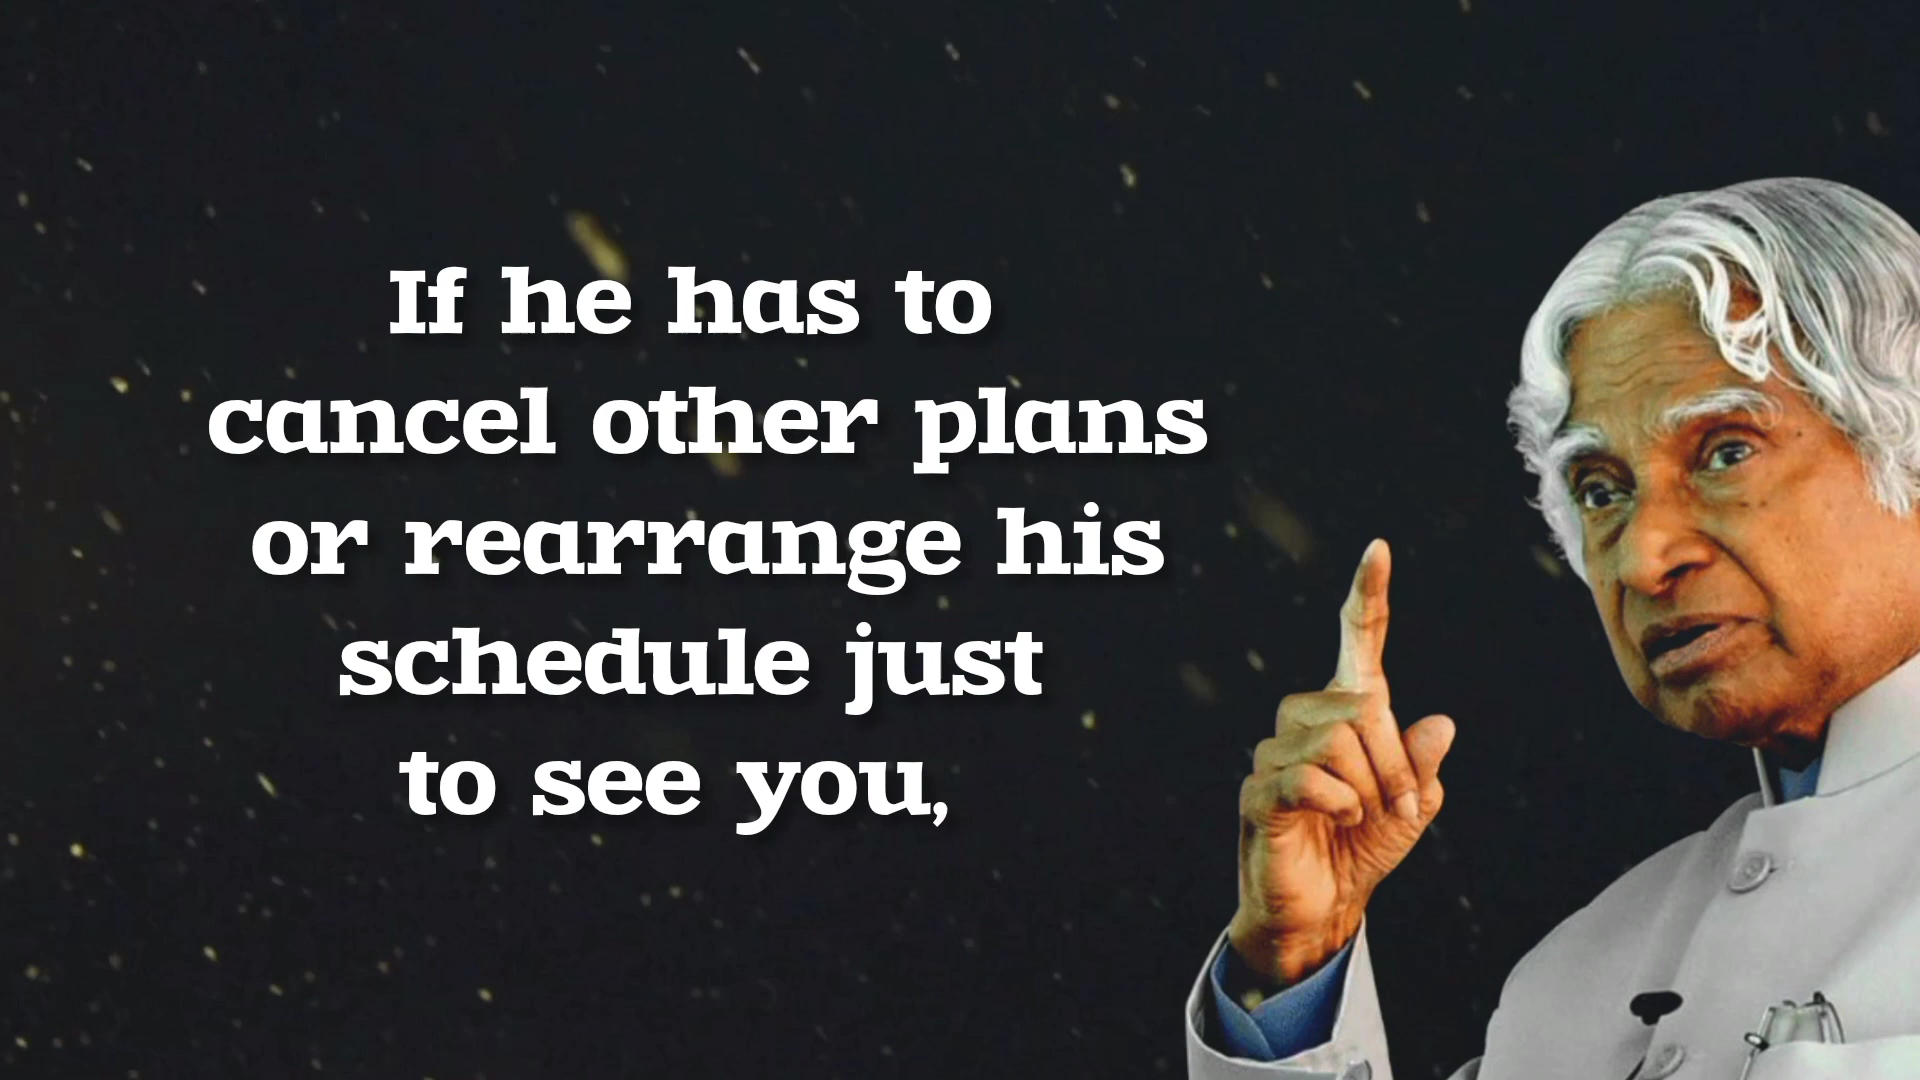 If he has to
cancel other plans
or rearrange his
schedule just
to see you,